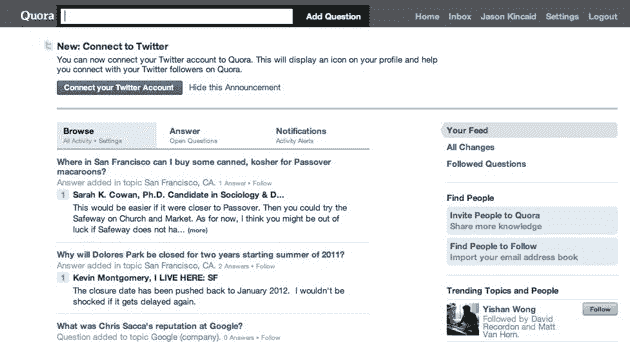 Quora Add Question Home Inbox Jason Kincaid Settings Logout
New: Connect to Twitter
You can now connect your Twitter account to Quora. This will display an icon on your profile and help
you connect with your Twitter followers on Quora.
Connect your Twitter Account Hide this Announcement
Browse
All Activity • Settings
Answer
Open Questions
Notifications
Activity Alerts
Where in San Francisco can I buy some canned, kosher for Passover
macaroons?
Answer added in topic San Francisco, CA. 1 Answer • Follow
1 Sarah K. Cowan, Ph.D. Candidate in Sociology & D...
This would be easier if it were closer to Passover. Then you could try the
Safeway on Church and Market. As for now, I think you might be out of
luck if Safeway does not ha... (more)
Why will Dolores Park be closed for two years starting summer of 2011?
Answer added in topic San Francisco, CA. 2 Answers • Follow
1 Kevin Montgomery, I LIVE HERE: SF
The closure date has been pushed back to January 2012. I wouldn't be
shocked if it gets delayed again.
What was Chris Sacca's reputation at Google?
Question added to topic Google (company). 0 Answers • Follow
Your Feed
All Changes
Followed Questions
Find People
Invite People to Quora
Share more knowledge
Find People to Follow
Import your email address book
Trending Topics and People
Yishan Wong Follow
Followed by David
Recordon and Matt
Van Horn.